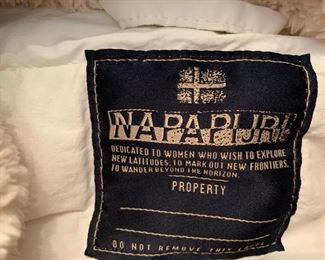 NAPAPIJRI
DEDICATED TO WOMEN WHO WISH TO EXPLORE
NEW LATITUDES, TO MARK OUT NEW FRONTIERS,
TO WANDER BEYOND THE HORIZON.
PROPERTY
DO NOT REMOVE THIS LABEL